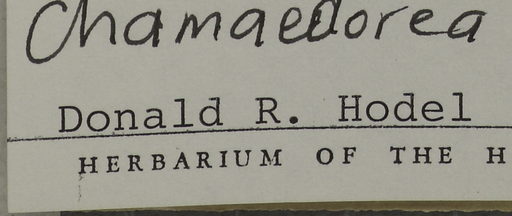 Chamaedorea
Donald R. Hodel
HERBARIUM OF THE H